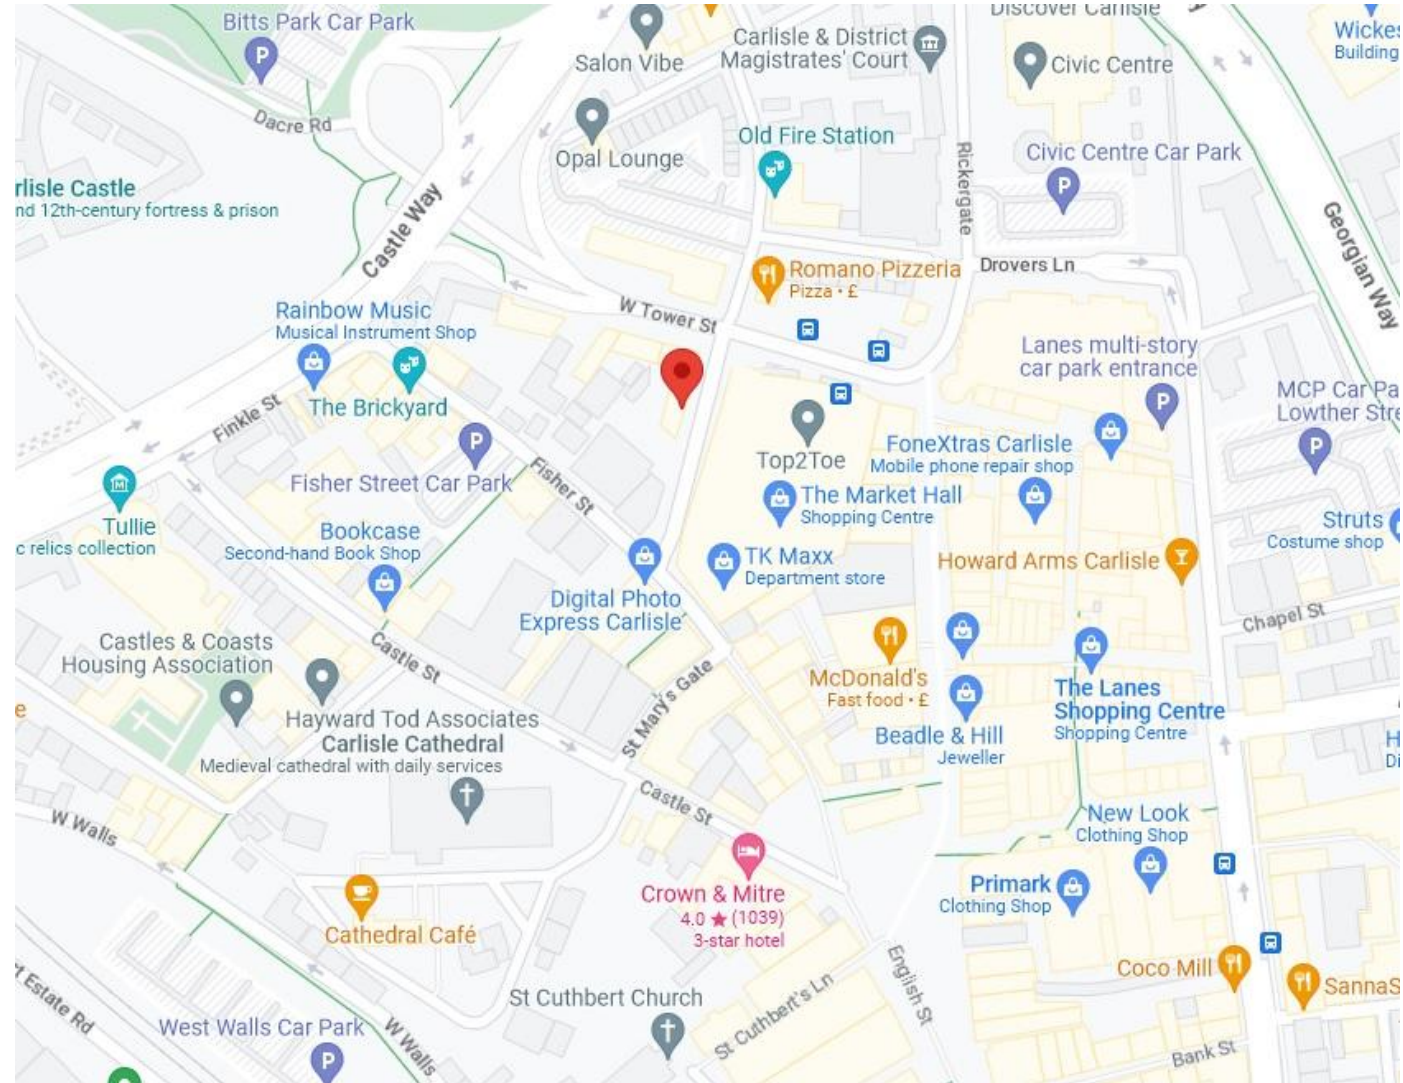 Bitts Park Car Park
Salon Vibe
Carlisle & District
Magistrates' Court
Discover Carlisle
Civic Centre
Wickes
Building
Dacre Rd
Opal Lounge
Old Fire Station
Rickergate
Civic Centre Car Park
rlisle Castle
nd 12th-century fortress & prison
Castle Way
Georgian Way
Romano Pizzeria
Pizza • £
Drovers Ln
Rainbow Music
Musical Instrument Shop
W Tower St
Lanes multi-story
car park entrance
MCP Car Pa
Lowther Stre
The Brickyard
Finkle St
FoneXtras Carlisle
Mobile phone repair shop
Top2Toe
Fisher Street Car Park
Fisher St
The Market Hall
Shopping Centre
Tullie
c relics collection
Bookcase
Second-hand Book Shop
Struts
Costume shop
TK Maxx
Department store
Howard Arms Carlisle
Digital Photo
Express Carlisle
Chapel St
Castles & Coasts
Housing Association
Castle St
McDonald's
Fast food • £
The Lanes
Shopping Centre
Shopping Centre
e
St Mary's Gate
Hayward Tod Associates
Carlisle Cathedral
Medieval cathedral with daily services
Beadle & Hill
Jeweller
H
Di
W Walls
Castle St
New Look
Clothing Shop
Crown & Mitre
4.0 ★ (1039)
3-star hotel
Primark
Clothing Shop
Cathedral Café
English St
Coco Mill
SannaS
t Estate Rd
St Cuthbert Church
St Cuthbert's Ln
West Walls Car Park
W Walls
Bank St